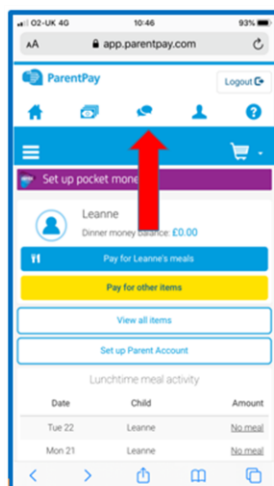 O2-UK 4G 10:46 93%
AA app.parentpay.com
ParentPay Logout
?
Set up pocket mone
Leanne
Dinner money balance: £0.00
Pay for Leanne's meals
Pay for other items
View all items
Set up Parent Account
Lunchtime meal activity
Date Child Amount
Tue 22 Leanne No meal
Mon 21 Leanne No meal